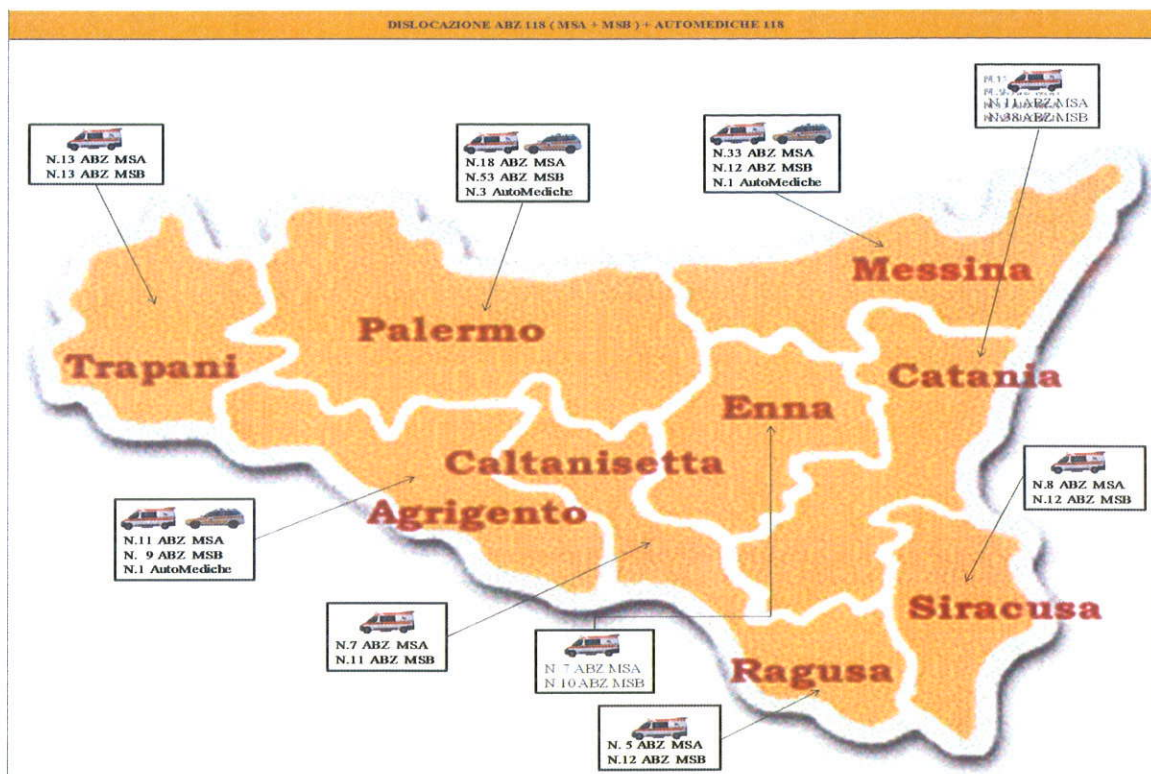 DISLOCAZIONE ABZ 118 ( MSA + MSB ) + AUTOMEDICHE 118
N.13 ABZ MSA
N.13 ABZ MSB
N.18 ABZ MSA
N.53 ABZ MSB
N.3 AutoMediche
N.33 ABZ MSA
N.12 ABZ MSB
N.1 AutoMediche
N.11 ABZ MSA
N.38 ABZ MSB
Messina
Palermo
Trapani
Catania
Enna
Caltanisetta
Agrigento
N.8 ABZ MSA
N.12 ABZ MSB
N.11 ABZ MSA
N. 9 ABZ MSB
N.1 AutoMediche
Siracusa
N.7 ABZ MSA
N.11 ABZ MSB
N. 7 ABZ MSA
N 10 ABZ MSB
Ragusa
N. 5 ABZ MSA
N.12 ABZ MSB